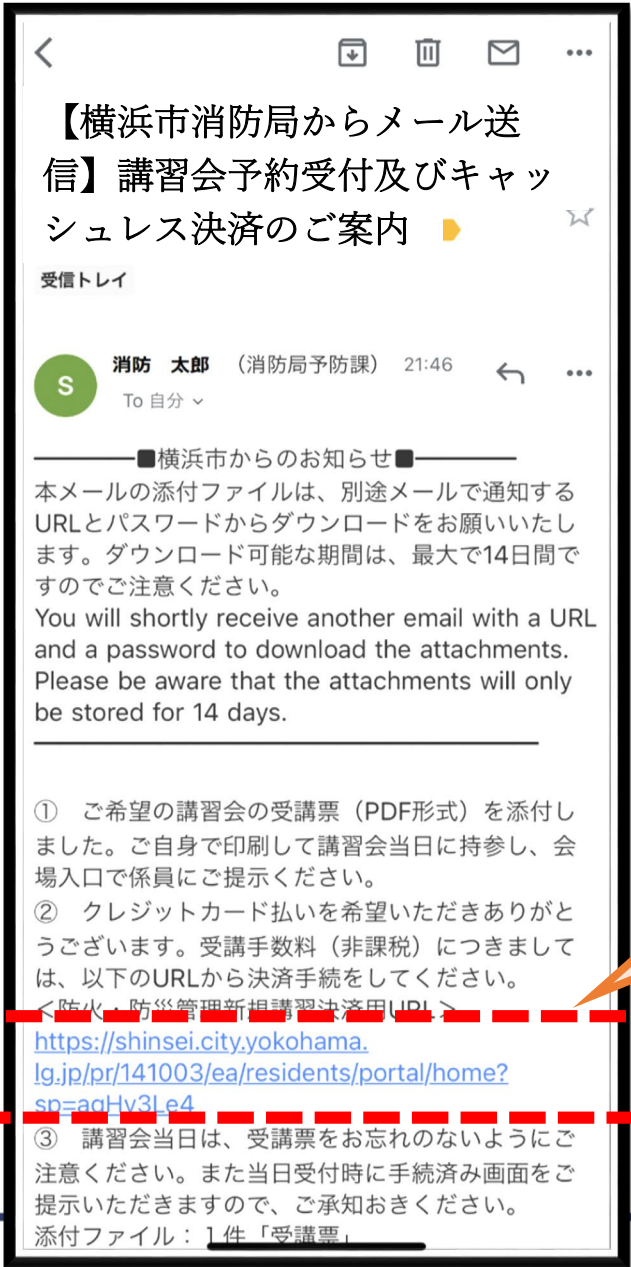 【横浜市消防局からメール送
信】講習会予約受付及びキャッ
シュレス決済のご案内
受信トレイ
S
消防　太郎　（消防局予防課）　21:46
To 自分
■横浜市からのお知らせ■
本メールの添付ファイルは、別途メールで通知する
URLとパスワードからダウンロードをお願いいたし
ます。ダウンロード可能な期間は、最大で14日間で
すのでご注意ください。
You will shortly receive another email with a URL
and a password to download the attachments.
Please be aware that the attachments will only
be stored for 14 days.
①　ご希望の講習会の受講票（PDF形式）を添付し
ました。ご自身で印刷して講習会当日に持参し、会
場入口で係員にご提示ください。
②　クレジットカード払いを希望いただきありがと
うございます。受講手数料（非課税）につきまして
は、以下のURLから決済手続をしてください。
＜防火・防災管理新規講習決済用URL＞
https://shinsei.city.yokohama.
lg.jp/pr/141003/ea/residents/portal/home?
sp=aqHv3Le4
③　講習会当日は、受講票をお忘れのないようにご
注意ください。また当日受付時に手続済み画面をご
提示いただきますので、ご承知おきください。
添付ファイル：１件「受講票」